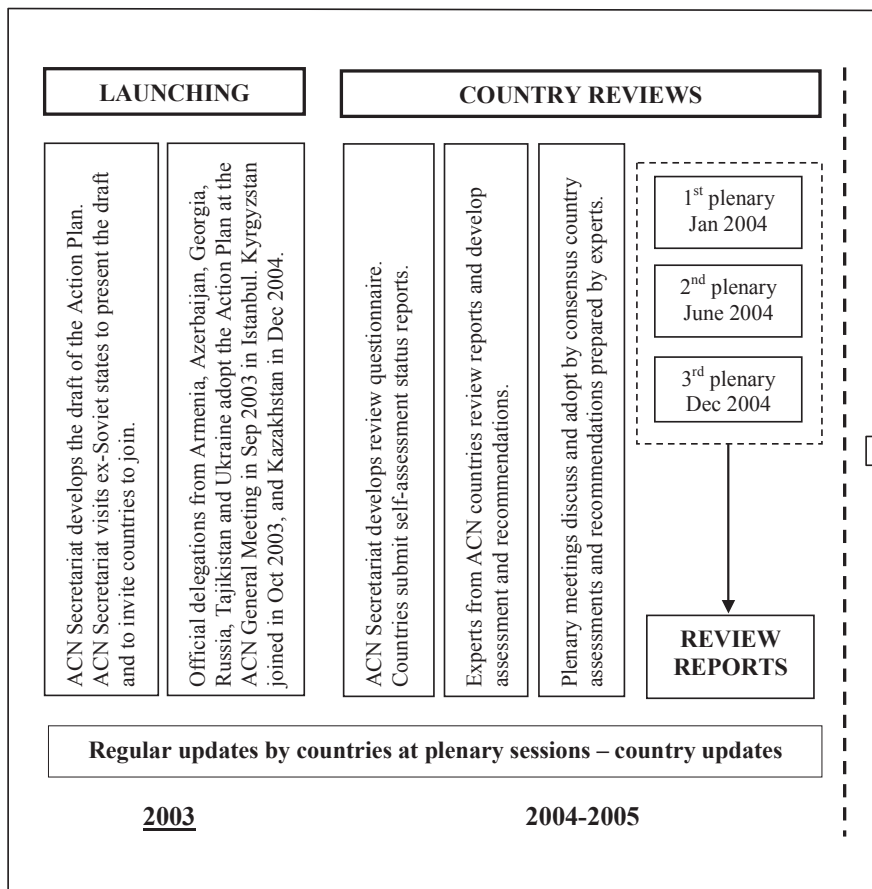 LAUNCHING
COUNTRY REVIEWS
ACN Secretariat develops the draft of the Action Plan.
ACN Secretariat visits ex-Soviet states to present the draft
and to invite countries to join.
Official delegations from Armenia, Azerbaijan, Georgia,
Russia, Tajikistan and Ukraine adopt the Action Plan at the
ACN General Meeting in Sep 2003 in Istanbul. Kyrgyzstan
joined in Oct 2003, and Kazakhstan in Dec 2004.
ACN Secretariat develops review questionnaire.
Countries submit self-assessment status reports.
Experts from ACN countries review reports and develop
assessment and recommendations.
Plenary meetings discuss and adopt by consensus country
assessments and recommendations prepared by experts.
1st plenary
Jan 2004
2nd plenary
June 2004
3rd plenary
Dec 2004
REVIEW
REPORTS
Regular updates by countries at plenary sessions – country updates
2003
2004-2005